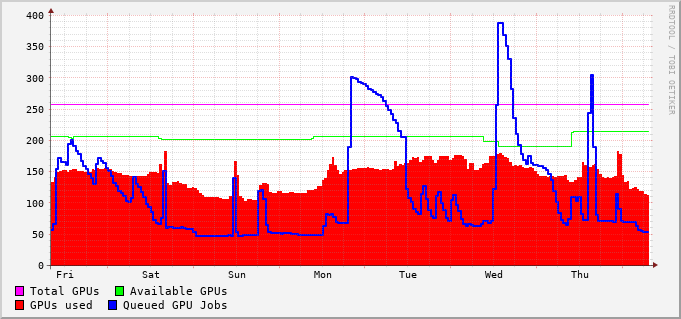 400
350
300
250
200
150
100
50
0
Fri Sat Sun Mon Tue Wed Thu
Total GPUs Available GPUs
GPUs used Queued GPU Jobs
RRDTOOL / TOBI OETIKER